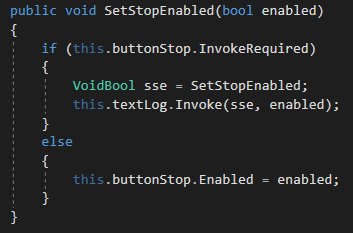 public void SetStopEnabled(bool enabled)
{
    if (this.buttonStop.InvokeRequired)
    {
        VoidBool sse = SetStopEnabled;
        this.textLog.Invoke(sse, enabled);
    }
    else
    {
        this.buttonStop.Enabled = enabled;
    }
}